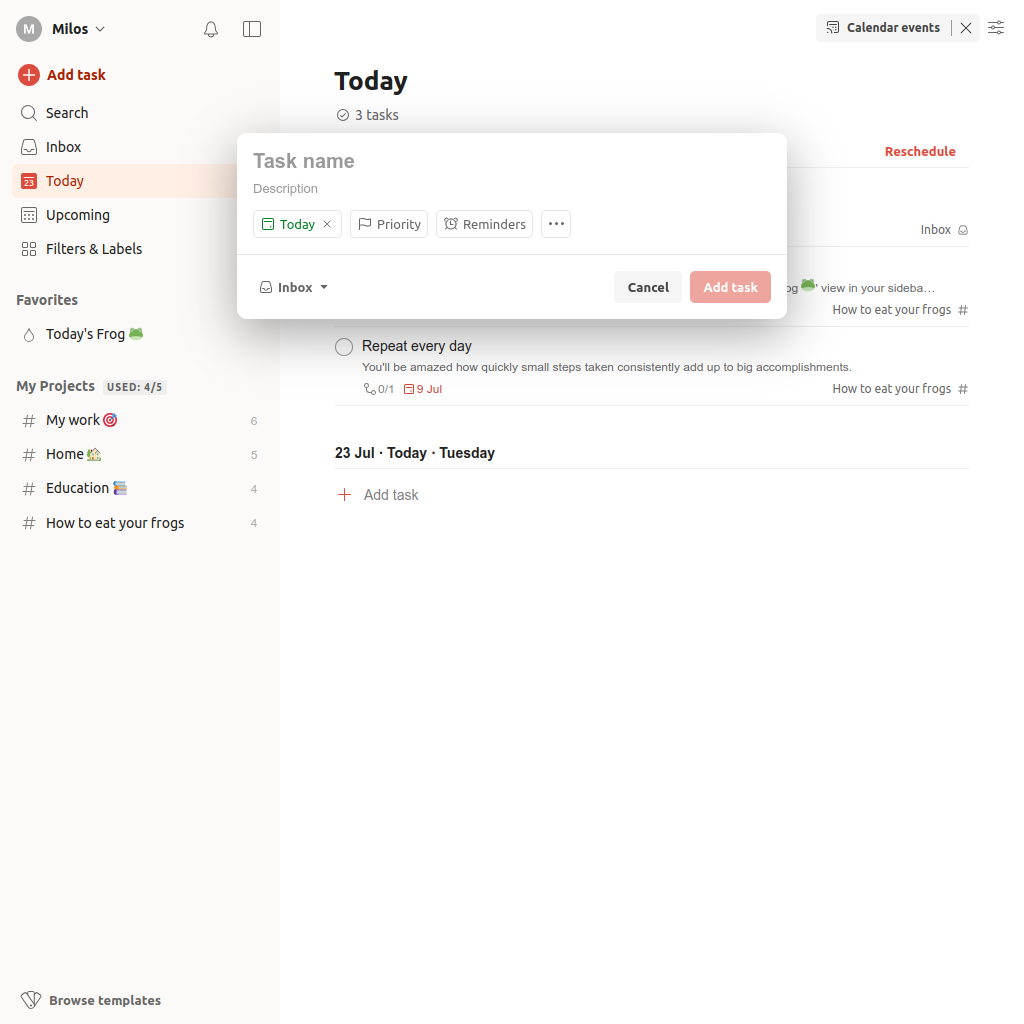 M Milos
Calendar events
Add task
Search
Inbox
23 Today
Upcoming
Filters & Labels
Favorites
Today's Frog
My Projects USED: 4/5
My work 6
Home 5
Education 4
How to eat your frogs 4
Browse templates
Today
3 tasks
Reschedule
Inbox
view in your sideba…
How to eat your frogs
Task name
Description
Today
Priority
Reminders
Inbox
Cancel
Add task
Repeat every day
You'll be amazed how quickly small steps taken consistently add up to big accomplishments.
0/1 9 Jul
How to eat your frogs
23 Jul · Today · Tuesday
Add task